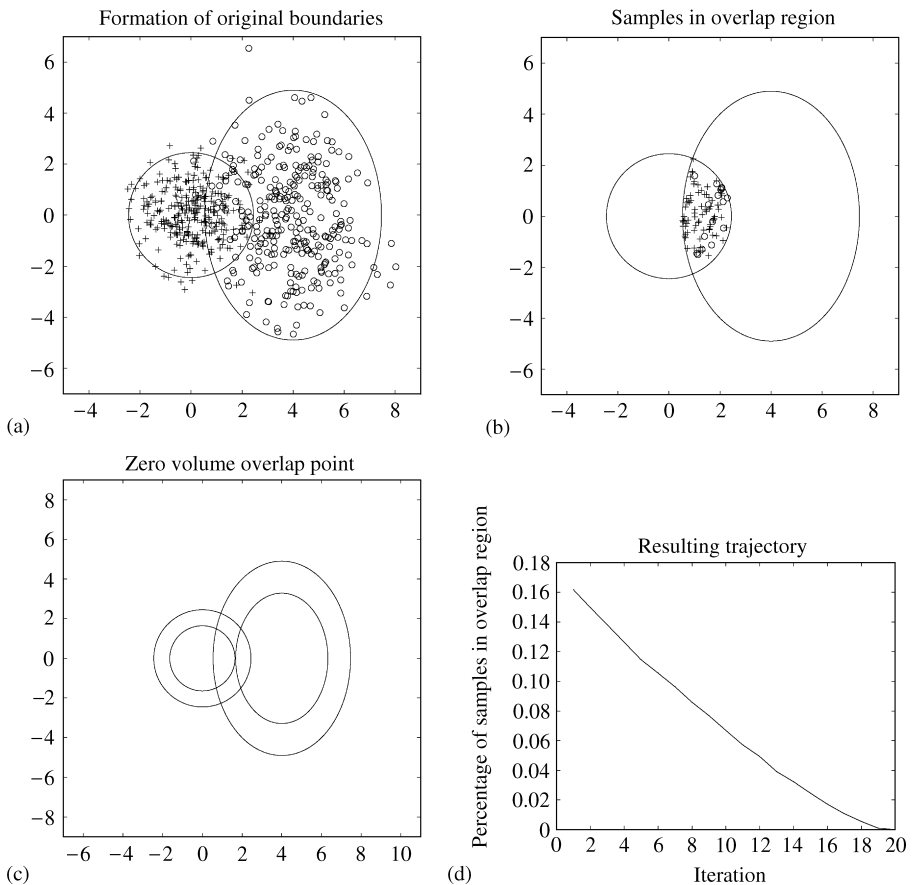 Formation of original boundaries
6
4
2
0
−2
−4
−6
−4 −2 0 2 4 6 8
(a)
Samples in overlap region
6
4
2
0
−2
−4
−6
−4 −2 0 2 4 6 8
(b)
Zero volume overlap point
8
6
4
2
0
−2
−4
−6
−8
−6 −4 −2 0 2 4 6 8 10
(c)
Resulting trajectory
Percentage of samples in overlap region
0.18
0.16
0.14
0.12
0.10
0.08
0.06
0.04
0.02
0
0 2 4 6 8 10 12 14 16 18 20
Iteration
(d)